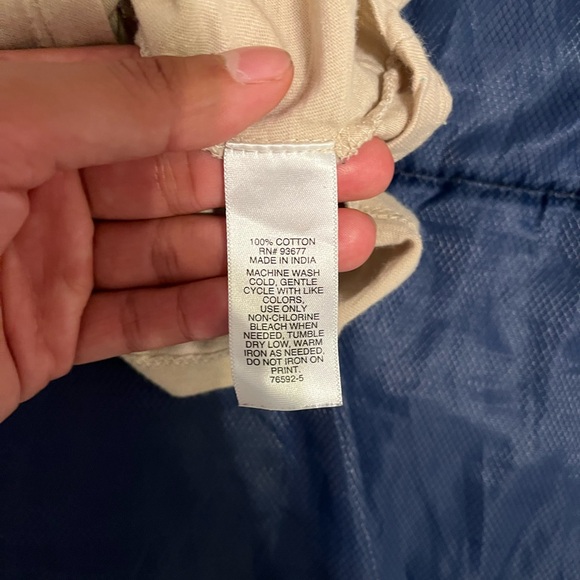 100% COTTON
RN# 93677
MADE IN INDIA
MACHINE WASH
COLD, GENTLE
CYCLE WITH LIKE
COLORS,
USE ONLY
NON-CHLORINE
BLEACH WHEN
NEEDED, TUMBLE
DRY LOW, WARM
IRON AS NEEDED,
DO NOT IRON ON
PRINT.
76592-5